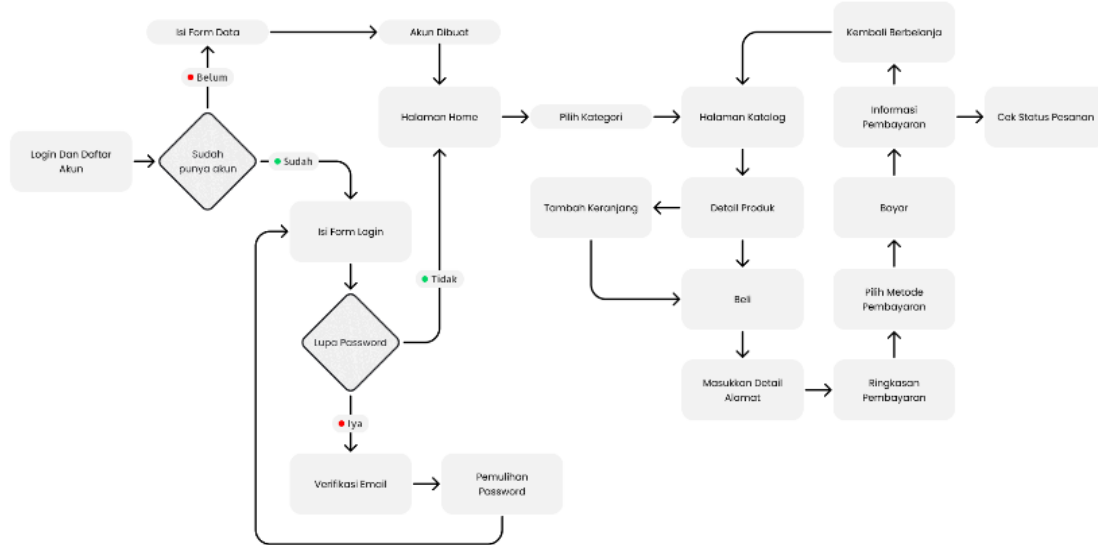 Isi Form Data
Akun Dibuat
Kembali Berbelanja
Belum
Halaman Home
Pilih Kategori
Halaman Katalog
Informasi
Pembayaran
Cek Status Pesanan
Login Dan Daftar
Akun
Sudah
punya akun
Sudah
Tambah Keranjang
Detail Produk
Bayar
Isi Form Login
Tidak
Beli
Pilih Metode
Pembayaran
Lupa Password
Masukkan Detail
Alamat
Ringkasan
Pembayaran
Iya
Verifikasi Email
Pemulihan
Password